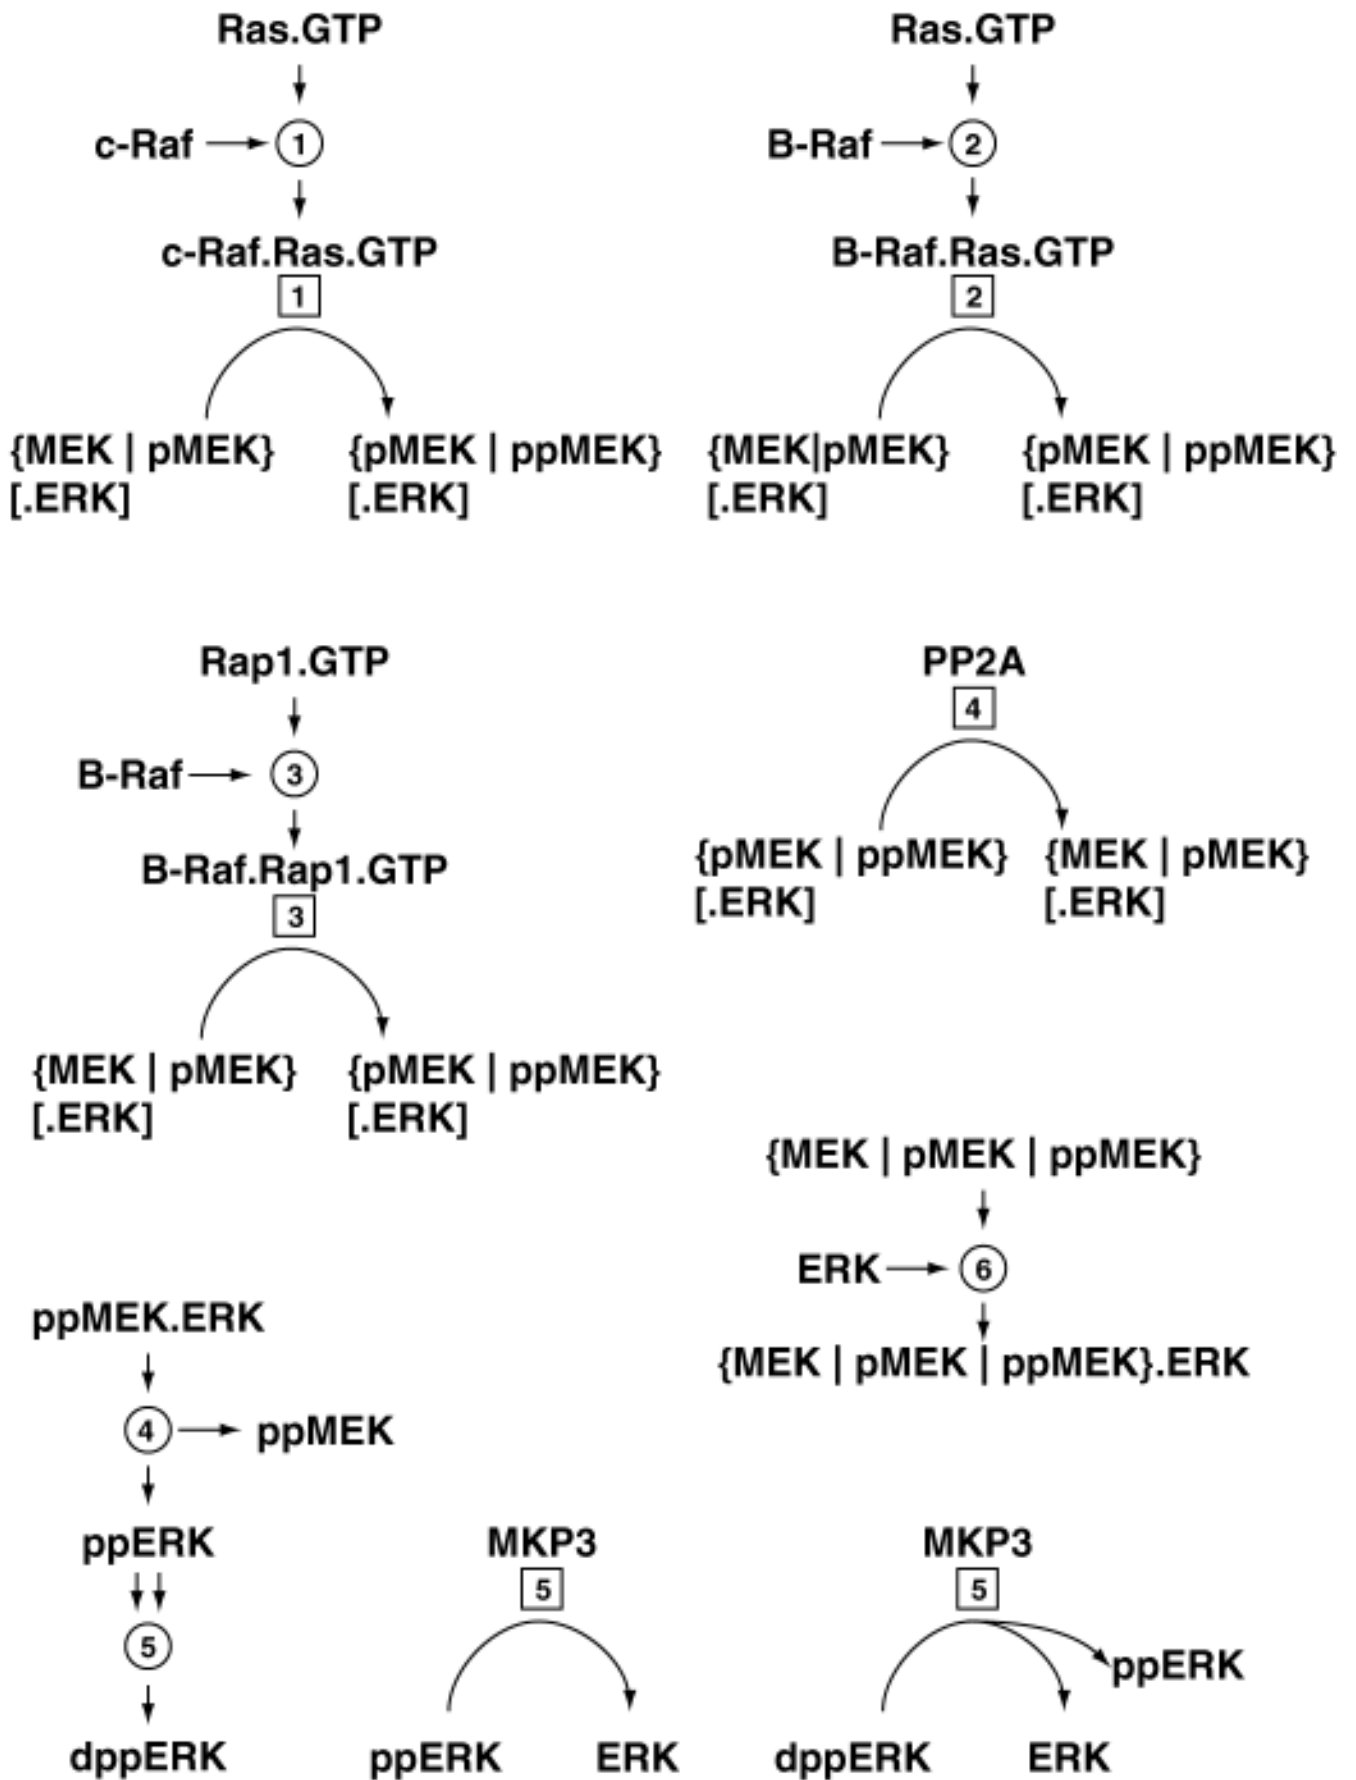 Ras.GTP
c-Raf
1
c-Raf.Ras.GTP
1
{MEK | pMEK}
[.ERK]
{pMEK | ppMEK}
[.ERK]
Ras.GTP
B-Raf
2
B-Raf.Ras.GTP
2
{MEK|pMEK}
[.ERK]
{pMEK | ppMEK}
[.ERK]
Rap1.GTP
B-Raf
3
B-Raf.Rap1.GTP
3
{MEK | pMEK}
[.ERK]
{pMEK | ppMEK}
[.ERK]
PP2A
4
{pMEK | ppMEK}
[.ERK]
{MEK | pMEK}
[.ERK]
{MEK | pMEK | ppMEK}
ERK
6
{MEK | pMEK | ppMEK}.ERK
ppMEK.ERK
4
ppMEK
ppERK
5
dppERK
MKP3
5
ppERK
ERK
MKP3
5
ppERK
dppERK
ERK